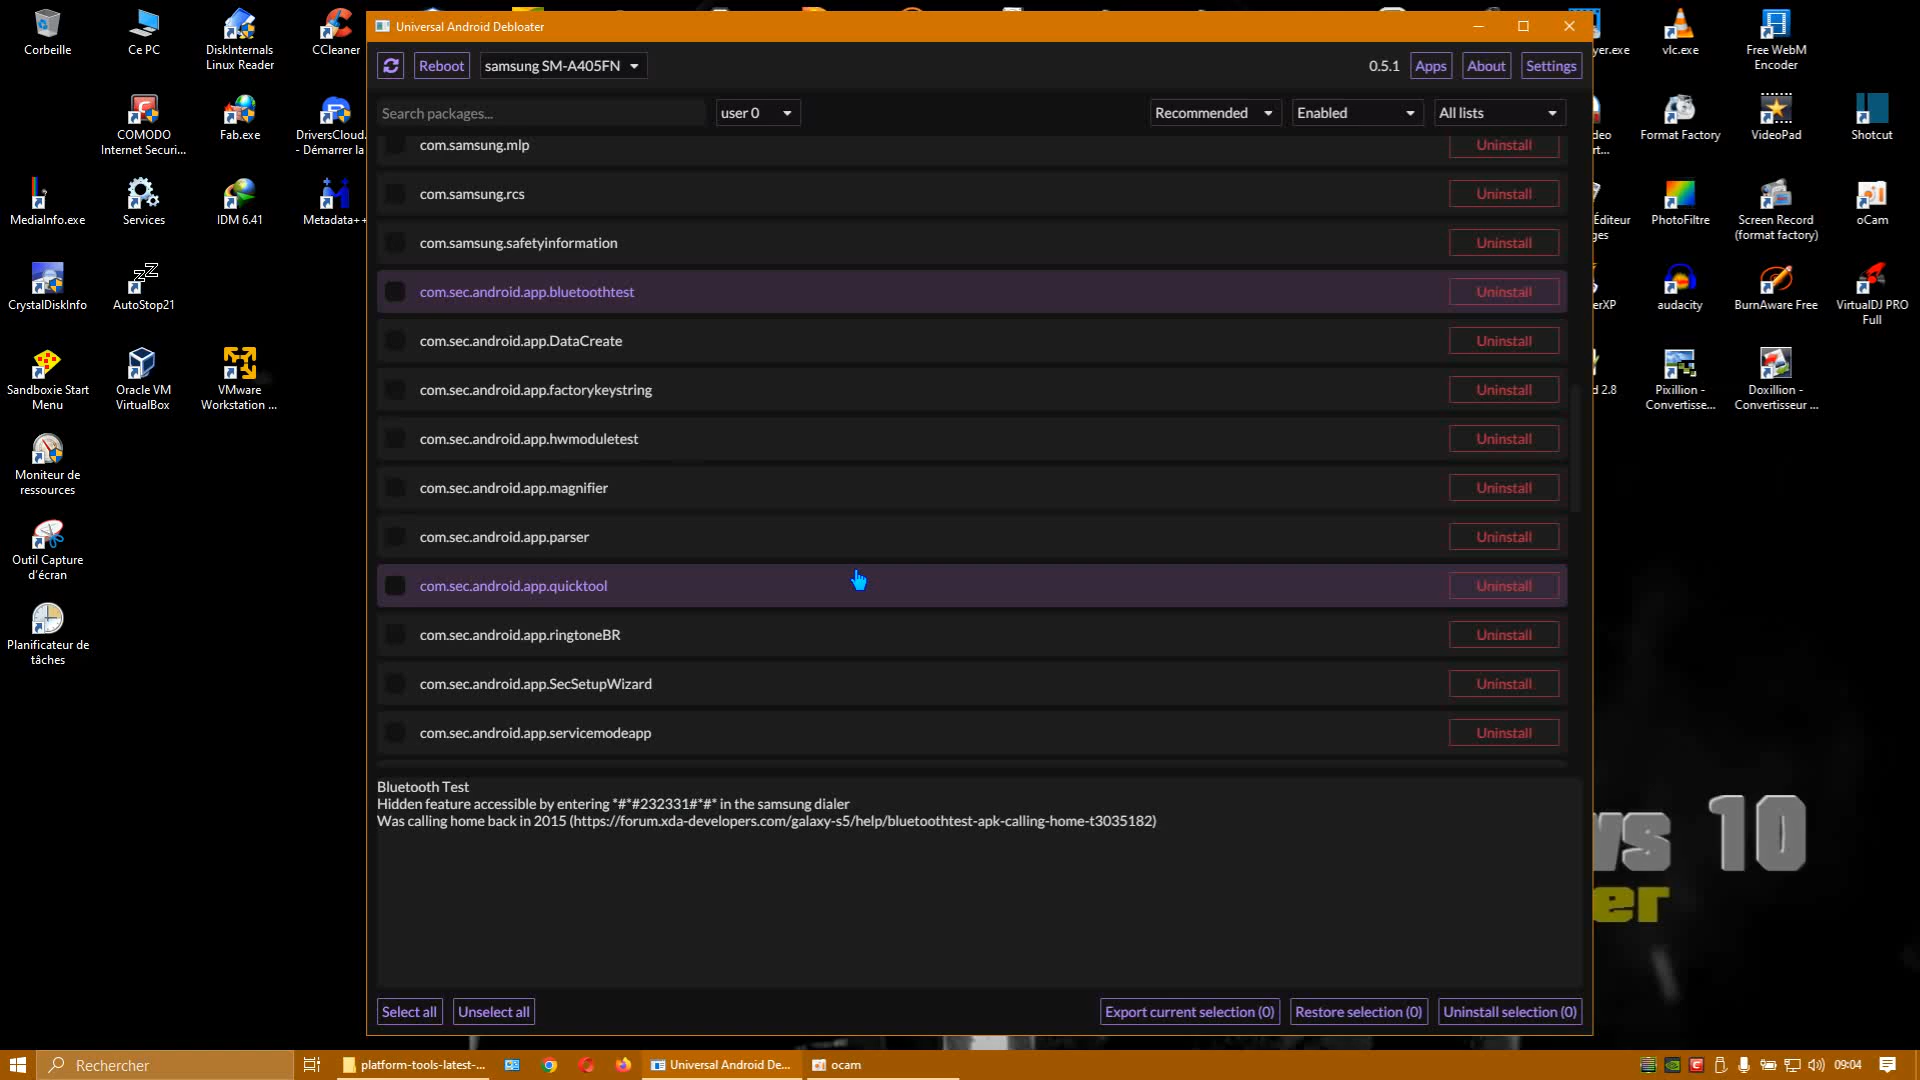 Universal Android Debloater
Reboot
samsung SM-A405FN
0.5.1
Apps
About
Settings
Search packages...
user 0
Recommended
Enabled
All lists
com.samsung.mlp
Uninstall
com.samsung.rcs
Uninstall
com.samsung.safetyinformation
Uninstall
com.sec.android.app.bluetoothtest
Uninstall
com.sec.android.app.DataCreate
Uninstall
com.sec.android.app.factorykeystring
Uninstall
com.sec.android.app.hwmoduletest
Uninstall
com.sec.android.app.magnifier
Uninstall
com.sec.android.app.parser
Uninstall
com.sec.android.app.quicktool
Uninstall
com.sec.android.app.ringtoneBR
Uninstall
com.sec.android.app.SecSetupWizard
Uninstall
com.sec.android.app.servicemodeapp
Uninstall
Bluetooth Test
Hidden feature accessible by entering *#*#232331#*#* in the samsung dialer
Was calling home back in 2015 (https://forum.xda-developers.com/galaxy-s5/help/bluetoothtest-apk-calling-home-t3035182)
Select all
Unselect all
Export current selection (0)
Restore selection (0)
Uninstall selection (0)
Corbeille
Ce PC
DiskInternals
Linux Reader
CCleaner
COMODO
Internet Securi...
Fab.exe
DriversCloud.
- Démarrer la
MediaInfo.exe
Services
IDM 6.41
Metadata++
CrystalDiskInfo
AutoStop21
Sandboxie Start
Menu
Oracle VM
VirtualBox
VMware
Workstation ...
Moniteur de
ressources
Outil Capture
d'écran
Planificateur de
tâches
yer.exe
vlc.exe
Free WebM
Encoder
deo
rt...
Format Factory
VideoPad
Shotcut
Éditeur
ges
PhotoFiltre
Screen Record
(format factory)
oCam
erXP
audacity
BurnAware Free
VirtualDJ PRO
Full
d 2.8
Pixillion -
Convertisse...
Doxillion -
Convertisseur ...
ws 10
er
Rechercher
platform-tools-latest-...
Universal Android De...
ocam
09:04